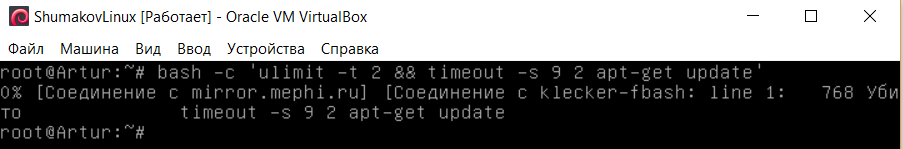 ShumakovLinux [Работает] - Oracle VM VirtualBox
Файл Машина Вид Ввод Устройства Справка
root@Artur:~# bash -c 'ulimit -t 2 && timeout -s 9 2 apt-get update'
0% [Соединение с mirror.mephi.ru] [Соединение с klecker-fbash: line 1:   768 Уби
то              timeout -s 9 2 apt-get update
root@Artur:~#